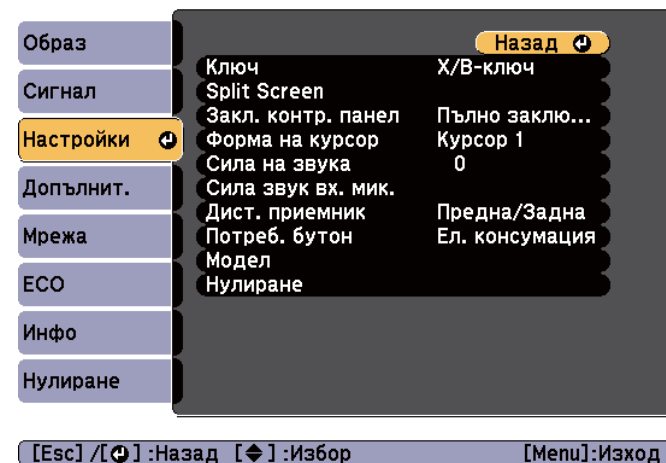 Образ
Сигнал
Настройки
Допълнит.
Мрежа
ECO
Инфо
Нулиране
Назад
Ключ X/В-ключ
Split Screen
Закл. контр. панел Пълно заклю...
Форма на курсор Курсор 1
Сила на звука 0
Сила звук вх. мик.
Дист. приемник Предна/Задна
Потреб. бутон Ел. консумация
Модел
Нулиране
[Esc] /[ ] :Назад [ ] :Избор [Menu]:Изход